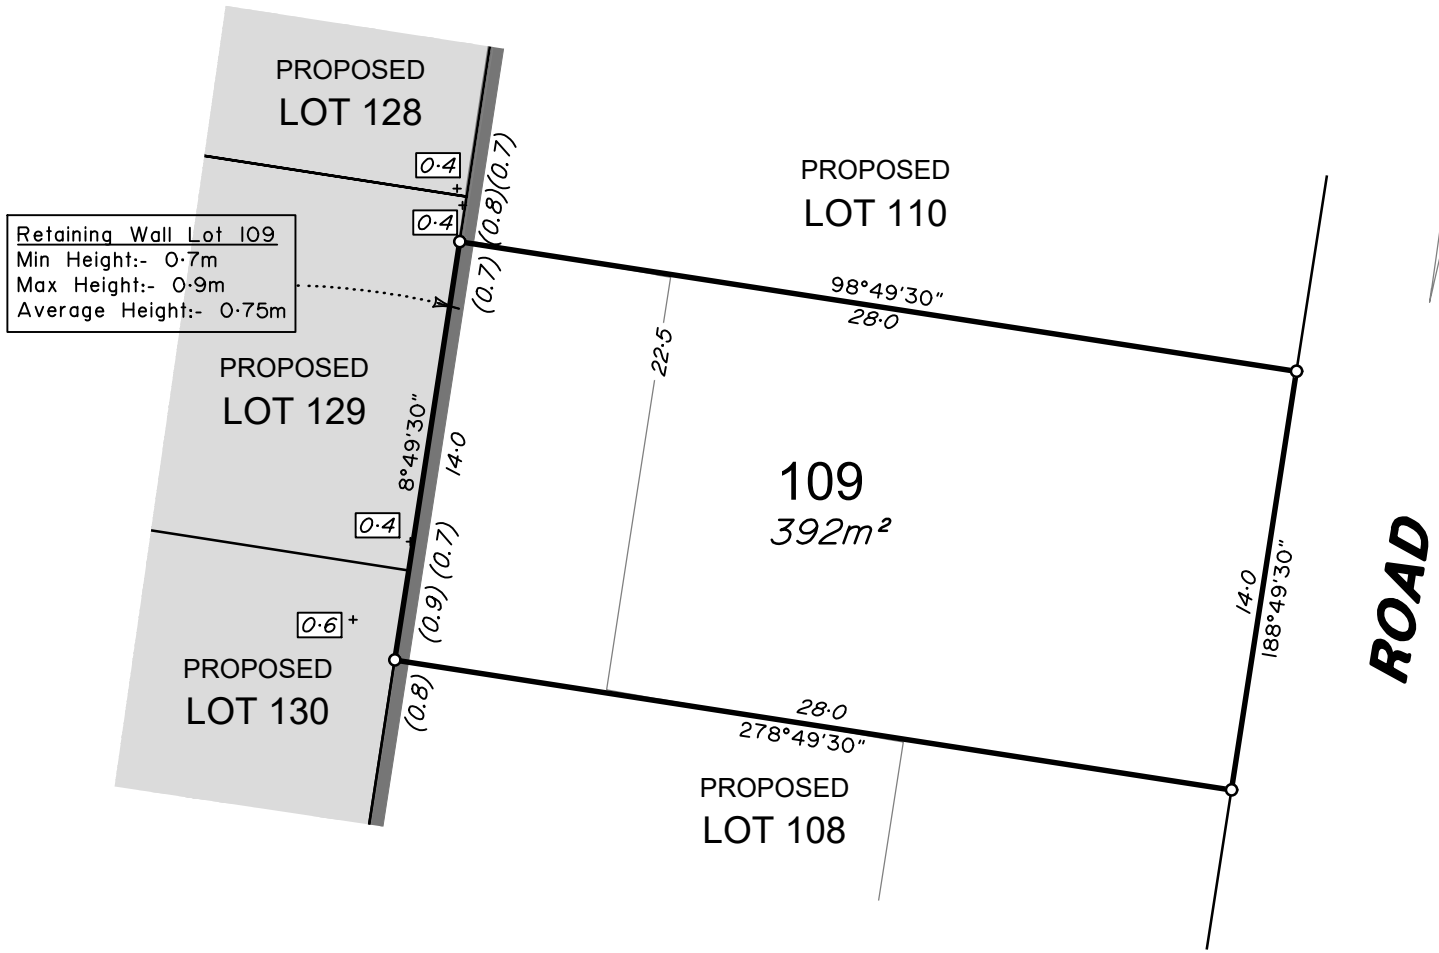 PROPOSED
LOT 128
0·4
(0.7)
(0.8)
0·4
PROPOSED
LOT 110
Retaining Wall Lot 109
Min Height:- 0·7m
Max Height:- 0·9m
Average Height:- 0·75m
(0.7)
98°49'30"
28·0
22·5
PROPOSED
LOT 129
8°49'30"
14·0
109
392m²
0·4
(0.7)
(0.9)
14·0
188°49'30"
ROAD
0·6
PROPOSED
LOT 130
(0.8)
28·0
278°49'30"
PROPOSED
LOT 108